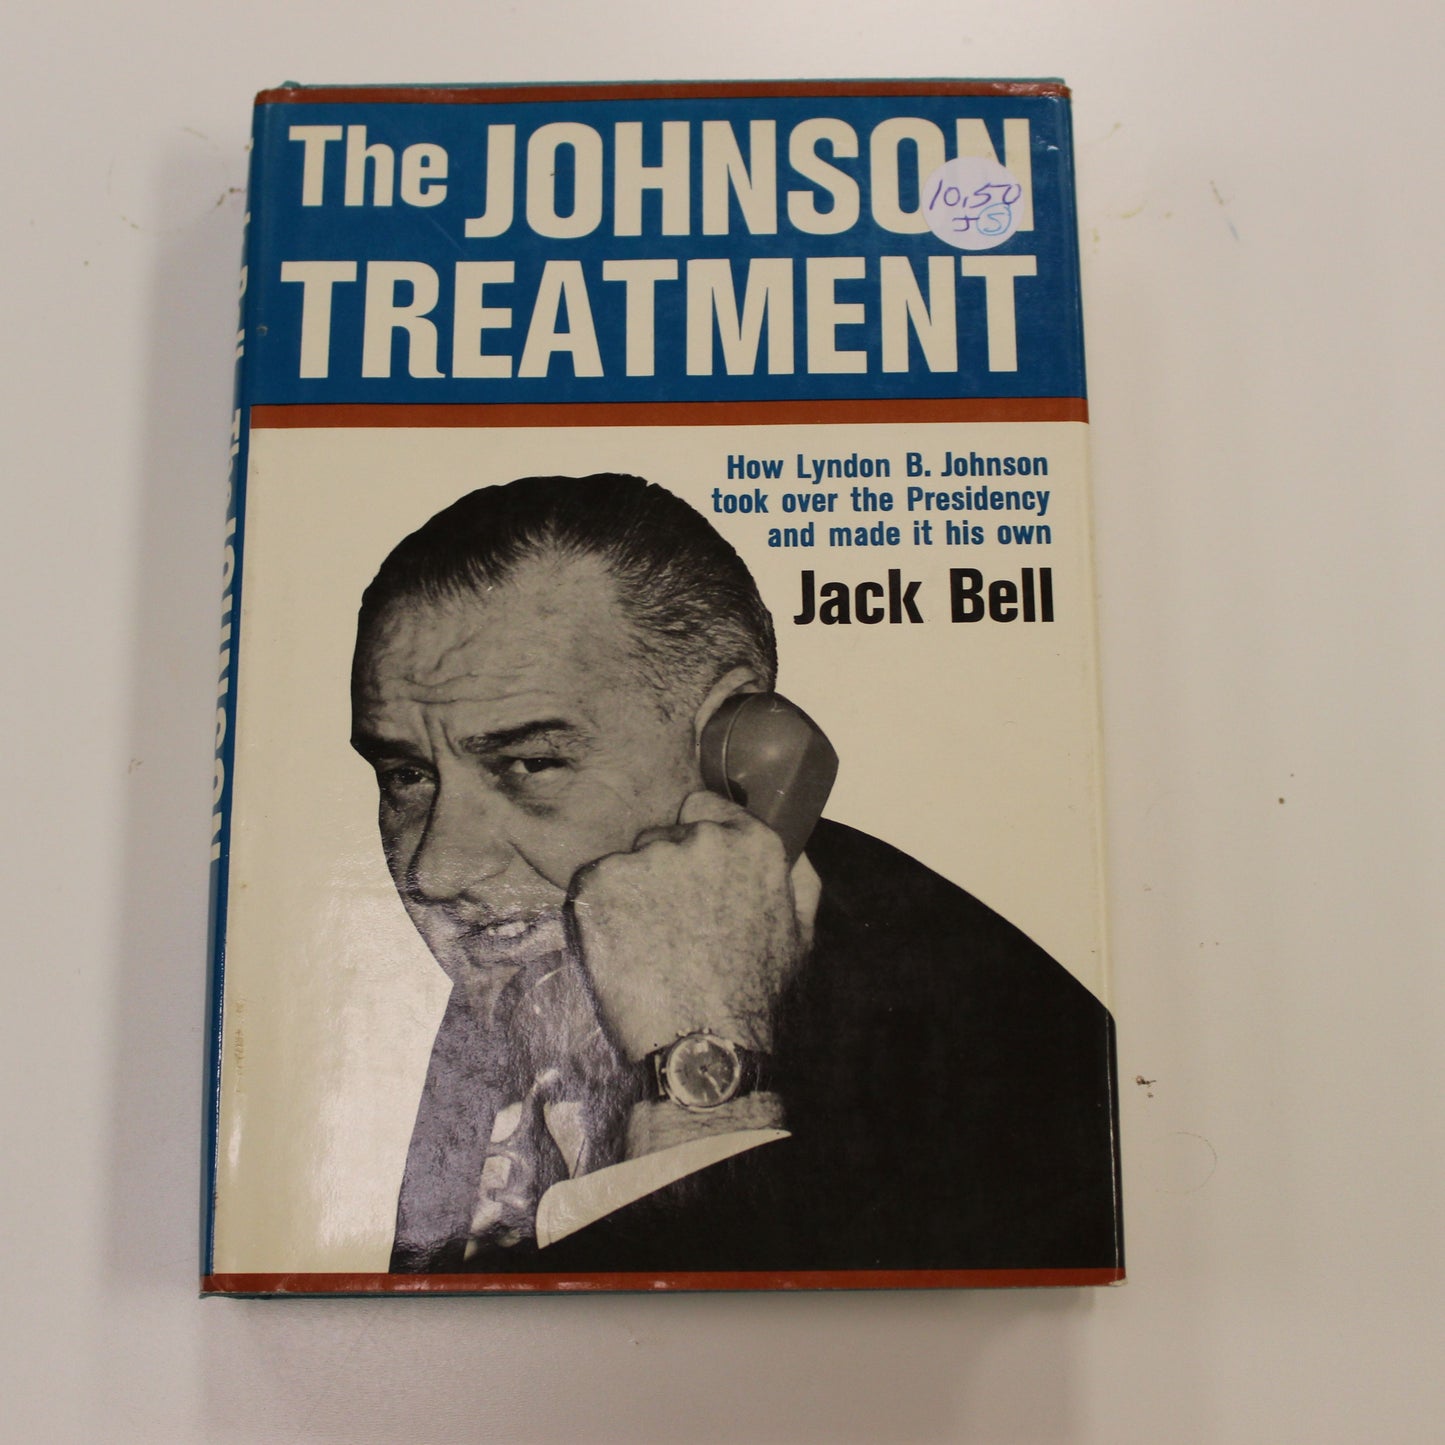 The JOHNSON
TREATMENT
10.50
J S
How Lyndon B. Johnson
took over the Presidency
and made it his own
Jack Bell